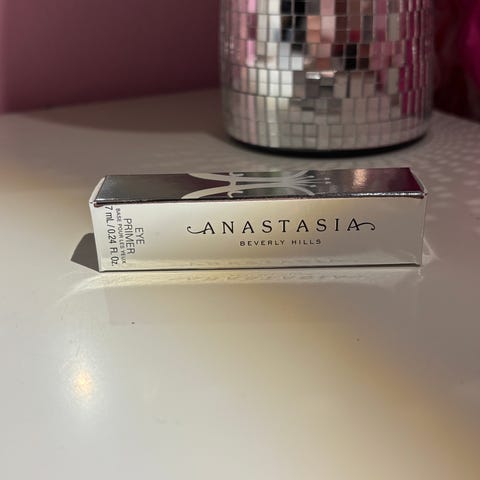 ANASTASIA
BEVERLY HILLS
EYE
PRIMER
BASE POUR LES YEUX
7 mL / 0.24 Fl. Oz.